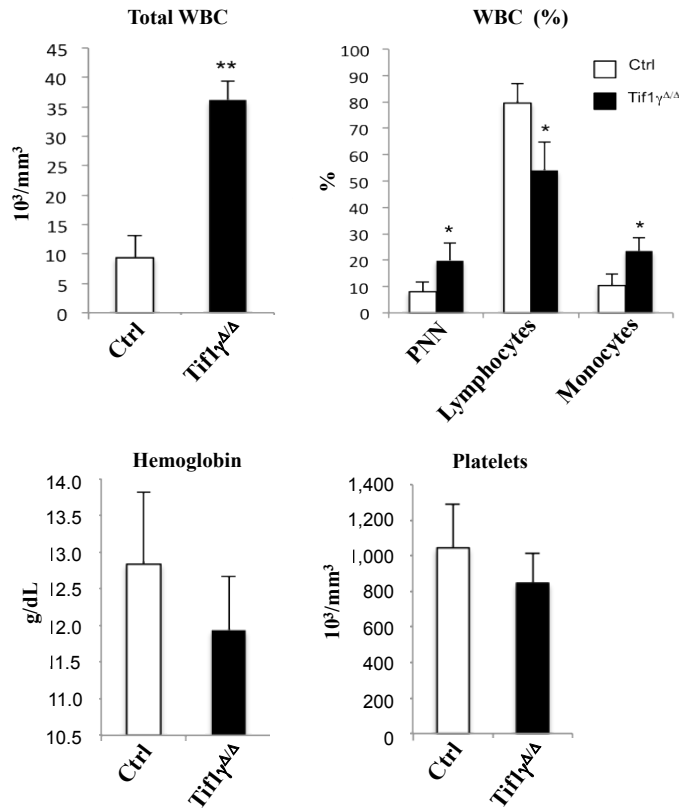 Total WBC
45
40
35
30
25
20
15
10
5
0
10³/mm³
**
Ctrl
Tif1γΔ/Δ
WBC (%)
100
90
80
70
60
50
40
30
20
10
0
%
Ctrl
Tif1γΔ/Δ
*
*
*
PNN
Lymphocytes
Monocytes
Hemoglobin
14.0
13.5
13.0
12.5
12.0
11.5
11.0
10.5
g/dL
Ctrl
Tif1γΔ/Δ
Platelets
1,400
1,200
1,000
800
600
400
200
0
10³/mm³
Ctrl
Tif1γΔ/Δ